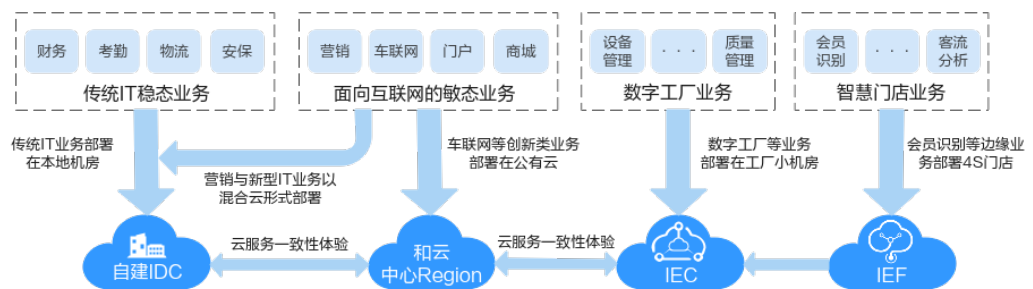 财务
考勤
物流
安保
传统IT稳态业务
营销
车联网
门户
商城
面向互联网的敏态业务
设备
管理
· · ·
质量
管理
数字工厂业务
会员
识别
· · ·
客流
分析
智慧门店业务
传统IT业务部署
在本地机房
营销与新型IT业务以
混合云形式部署
车联网等创新类业务
部署在公有云
数字工厂等业务
部署在工厂小机房
会员识别等边缘业
务部署4S门店
自建IDC
云服务一致性体验
和云
中心Region
云服务一致性体验
IEC
IEF